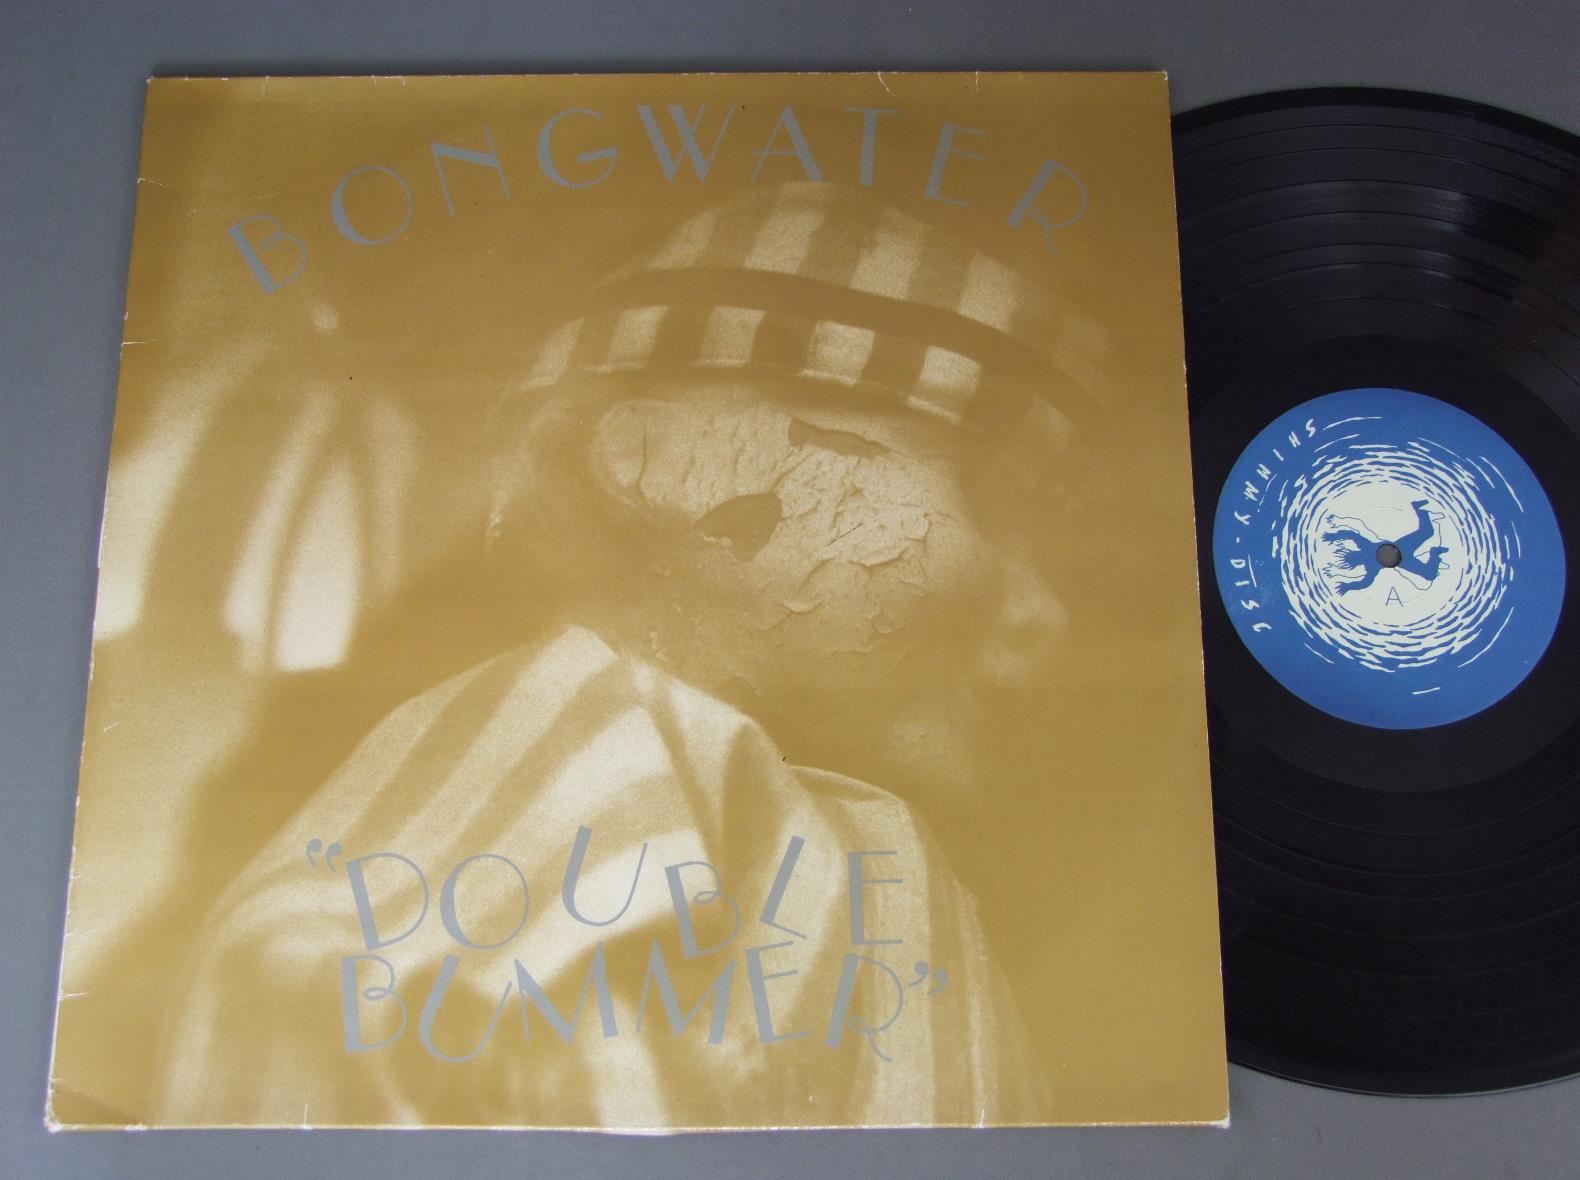 BONGWATER
"DOUBLE
BUMMER"
SHIMMY-DISC
A